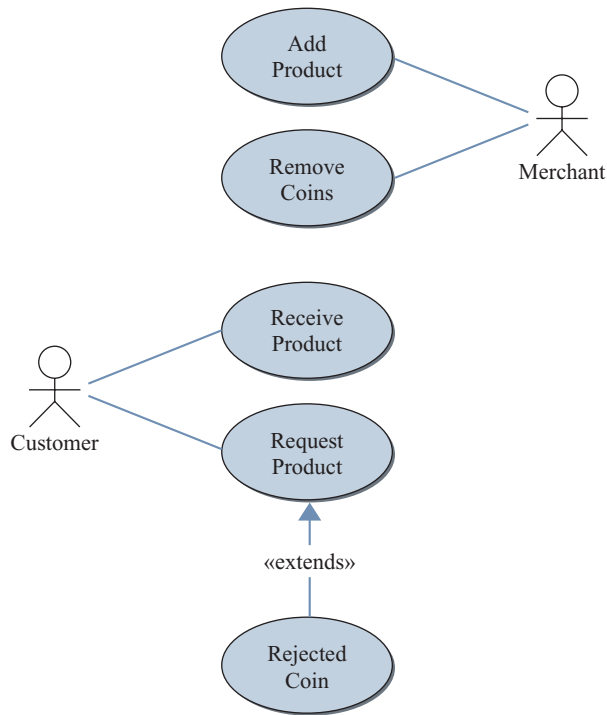 Add
Product
Remove
Coins
Merchant
Receive
Product
Customer
Request
Product
«extends»
Rejected
Coin